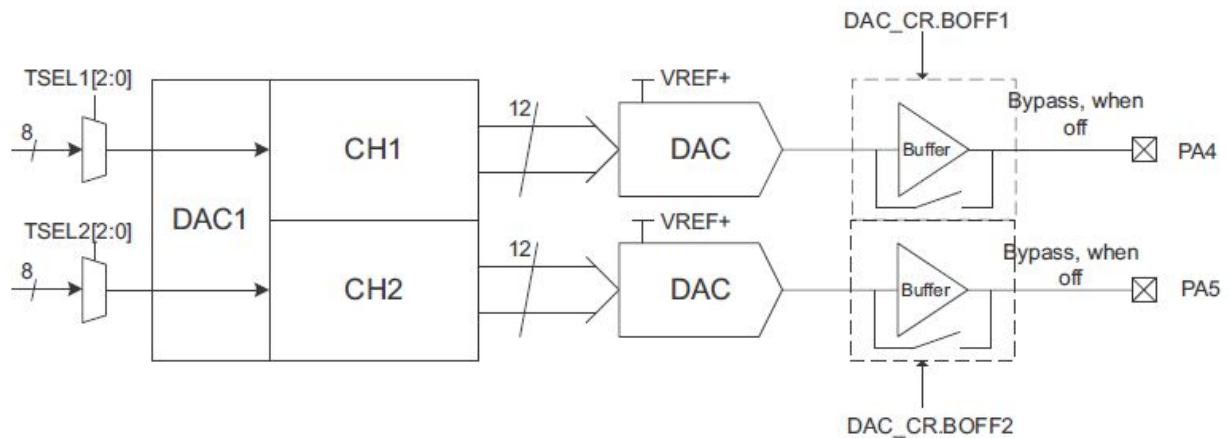 DAC_CR.BOFF1
TSEL1[2:0]
8
DAC1
CH1
12
VREF+
DAC
Buffer
Bypass, when
off
PA4
TSEL2[2:0]
8
CH2
12
VREF+
DAC
Buffer
Bypass, when
off
PA5
DAC_CR.BOFF2